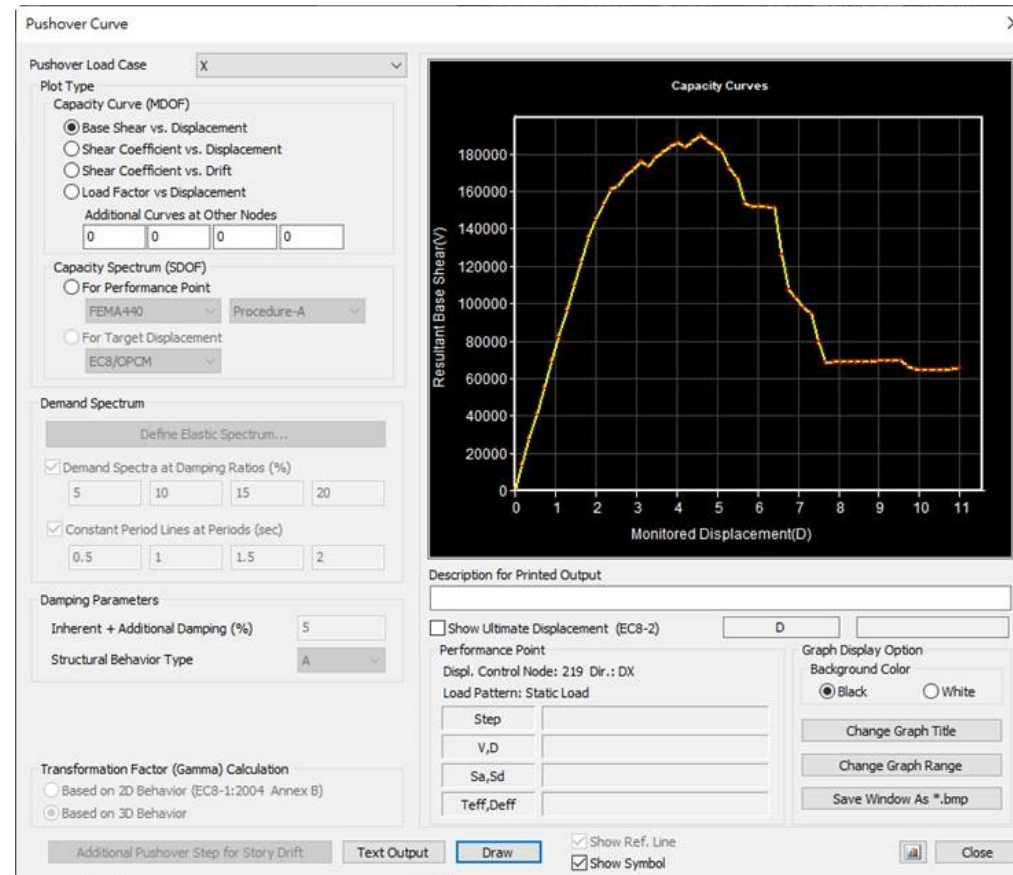 Pushover Curve
Pushover Load Case X
Plot Type
Capacity Curve (MDOF)
Base Shear vs. Displacement
Shear Coefficient vs. Displacement
Shear Coefficient vs. Drift
Load Factor vs Displacement
Additional Curves at Other Nodes
0 0 0 0
Capacity Spectrum (SDOF)
For Performance Point
FEMA440 Procedure-A
For Target Displacement
EC8/OPCM
Demand Spectrum
Define Elastic Spectrum...
Demand Spectra at Damping Ratios (%)
5 10 15 20
Constant Period Lines at Periods (sec)
0.5 1 1.5 2
Damping Parameters
Inherent + Additional Damping (%) 5
Structural Behavior Type A
Transformation Factor (Gamma) Calculation
Based on 2D Behavior (EC8-1:2004 Annex B)
Based on 3D Behavior
Additional Pushover Step for Story Drift
Text Output
Draw
Show Ref. Line
Show Symbol
Close
Capacity Curves
Resultant Base Shear(V)
180000
160000
140000
120000
100000
80000
60000
40000
20000
0
0 1 2 3 4 5 6 7 8 9 10 11
Monitored Displacement(D)
Description for Printed Output
Show Ultimate Displacement (EC8-2) D
Performance Point
Displ. Control Node: 219 Dir.: DX
Load Pattern: Static Load
Step
V,D
Sa,Sd
Teff,Deff
Graph Display Option
Background Color
Black White
Change Graph Title
Change Graph Range
Save Window As *.bmp